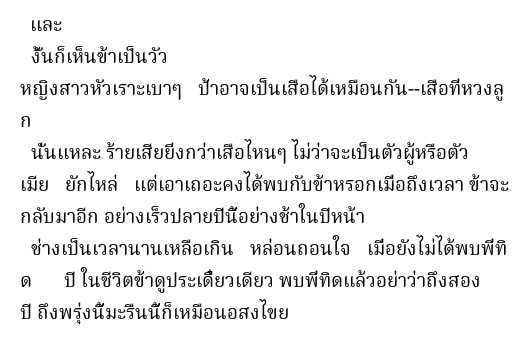 และ
งั้นก็เห็นข้าเป็นวัว
หญิงสาวหัวเราะเบาๆ ป้าอาจเป็นเสือได้เหมือนกัน--เสือที่หวงลู
ก
นั่นแหละ ร้ายเสียยิ่งกว่าเสือไหนๆ ไม่ว่าจะเป็นตัวผู้หรือตัว
เมีย ยักไหล่ แต่เอาเถอะคงได้พบกับข้าหรอกเมื่อถึงเวลา ข้าจะ
กลับมาอีก อย่างเร็วปลายปีนี้อย่างช้าในปีหน้า
ช่างเป็นเวลานานเหลือเกิน หล่อนถอนใจ เมื่อยังไม่ได้พบพี่ทิ
ด ปี ในชีวิตข้าดูประเดี๋ยวเดียว พบพี่ทิดแล้วอย่าว่าถึงสอง
ปี ถึงพรุ่งนี้มะรืนนี้ก็เหมือนอสงไขย